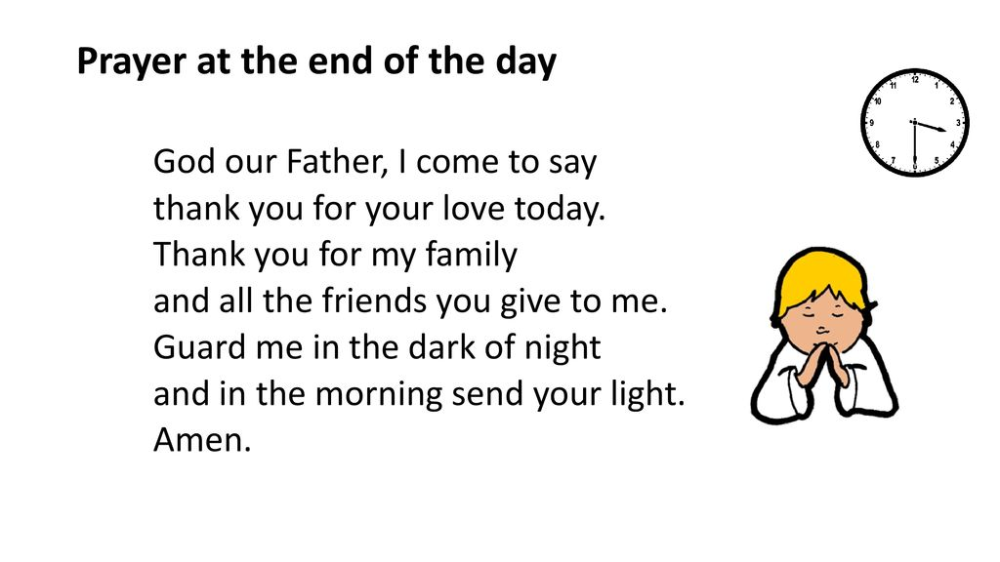 Prayer at the end of the day
God our Father, I come to say
thank you for your love today.
Thank you for my family
and all the friends you give to me.
Guard me in the dark of night
and in the morning send your light.
Amen.
12
11 1
10 2
9 3
8 4
7 5
6